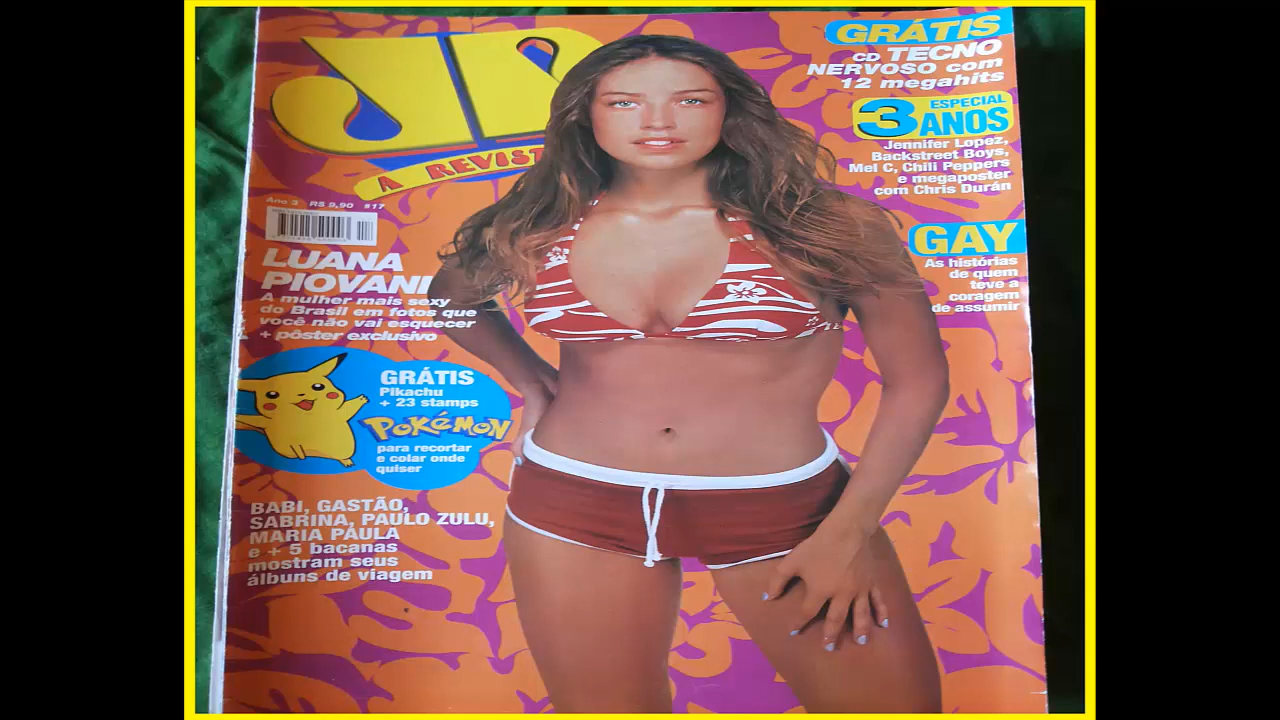 JP
A REVIST
Ano 3 R$ 9,90 #17
LUANA
PIOVANI
A mulher mais sexy
do Brasil em fotos que
você não vai esquecer
+ pôster exclusivo
GRÁTIS
Pikachu
+ 23 stamps
POKéMON
para recortar
e colar onde
quiser
BABI, GASTÃO,
SABRINA, PAULO ZULU,
MARIA PAULA
e + 5 bacanas
mostram seus
álbuns de viagem
GRÁTIS
CD TECNO
NERVOSO com
12 megahits
3 ESPECIAL
ANOS
Jennifer Lopez,
Backstreet Boys,
Mel C, Chili Peppers
e megaposter
com Chris Durán
GAY
As histórias
de quem
teve a
coragem
de assumir